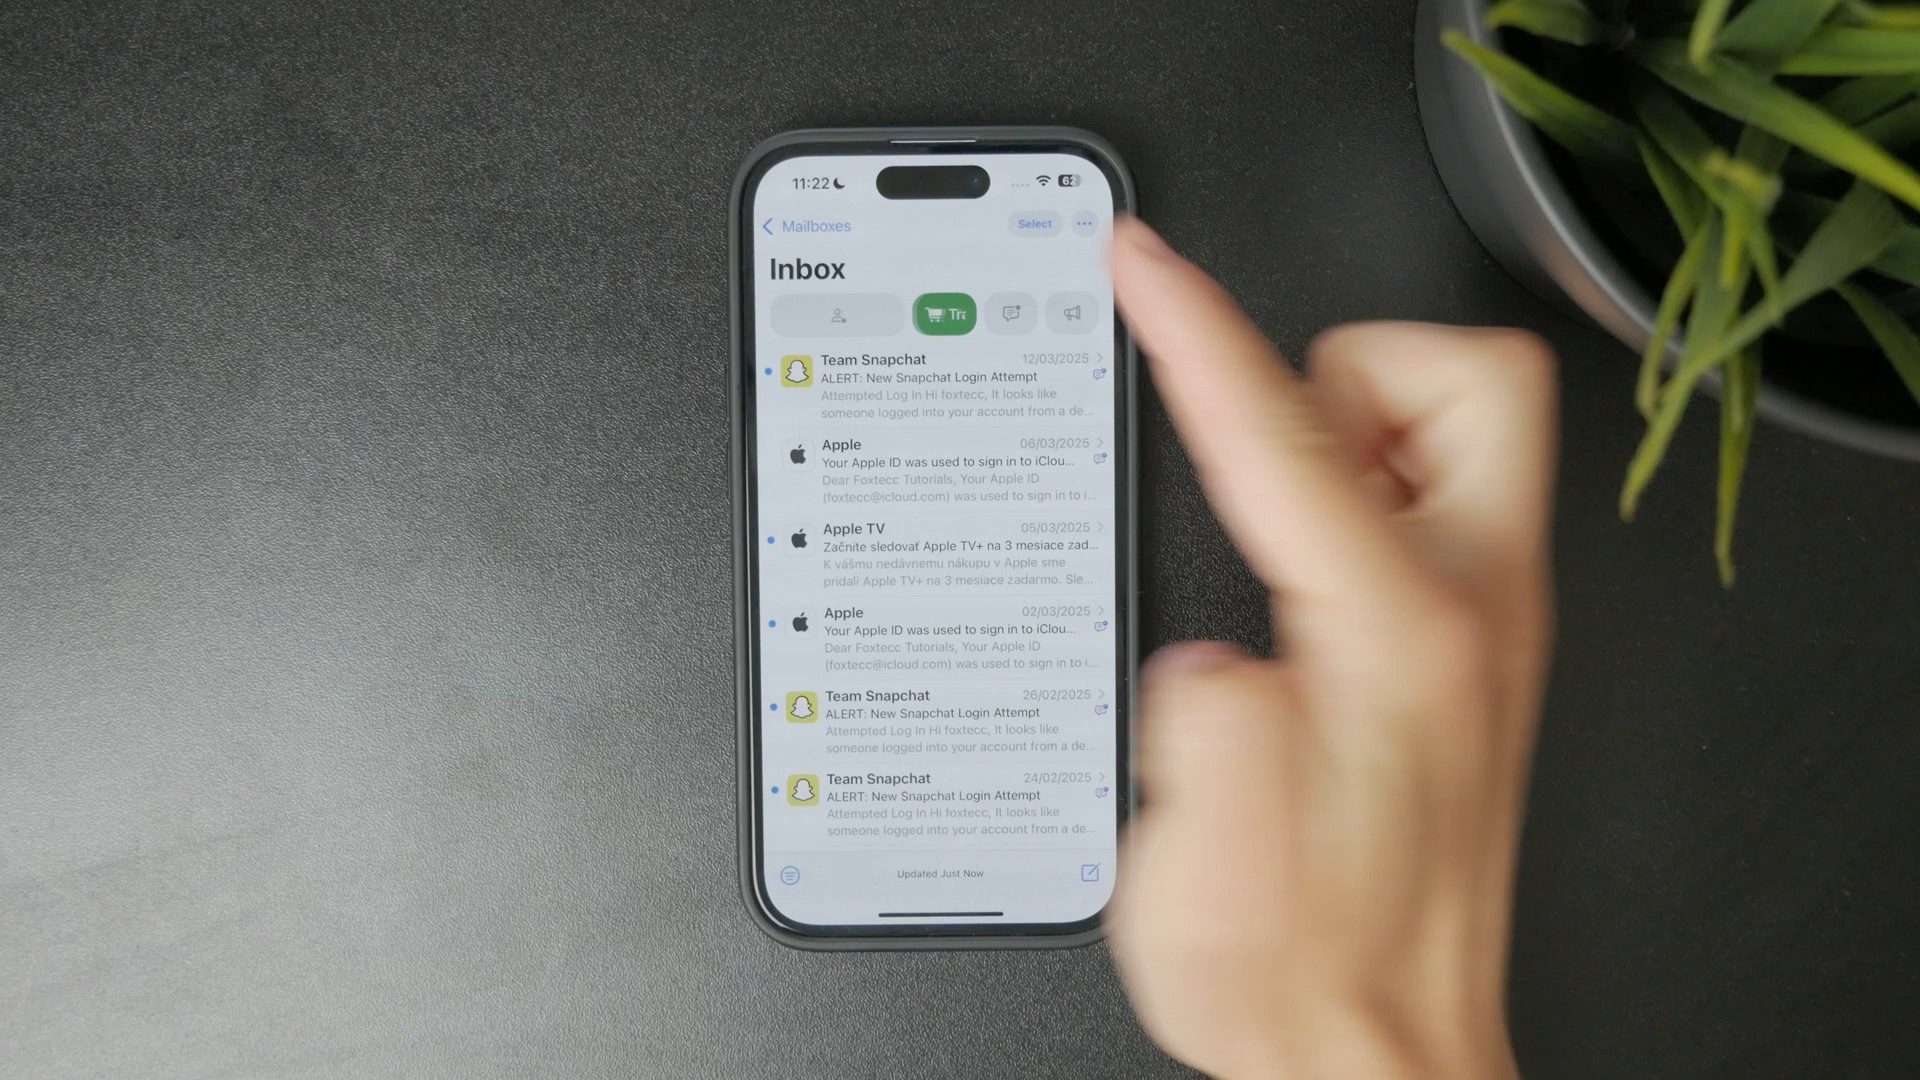 11:22
62
Mailboxes
Select
Inbox
Tra
Team Snapchat 12/03/2025
ALERT: New Snapchat Login Attempt
Attempted Log In Hi foxtecc, It looks like
someone logged into your account from a de...
Apple 06/03/2025
Your Apple ID was used to sign in to iClou...
Dear Foxtecc Tutorials, Your Apple ID
(foxtecc@icloud.com) was used to sign in to i...
Apple TV 05/03/2025
Začnite sledovať Apple TV+ na 3 mesiace zad...
K vášmu nedávnemu nákupu v Apple sme
pridali Apple TV+ na 3 mesiace zadarmo. Sle...
Apple 02/03/2025
Your Apple ID was used to sign in to iClou...
Dear Foxtecc Tutorials, Your Apple ID
(foxtecc@icloud.com) was used to sign in to i...
Team Snapchat 26/02/2025
ALERT: New Snapchat Login Attempt
Attempted Log In Hi foxtecc, It looks like
someone logged into your account from a de...
Team Snapchat 24/02/2025
ALERT: New Snapchat Login Attempt
Attempted Log In Hi foxtecc, It looks like
someone logged into your account from a de...
Updated Just Now